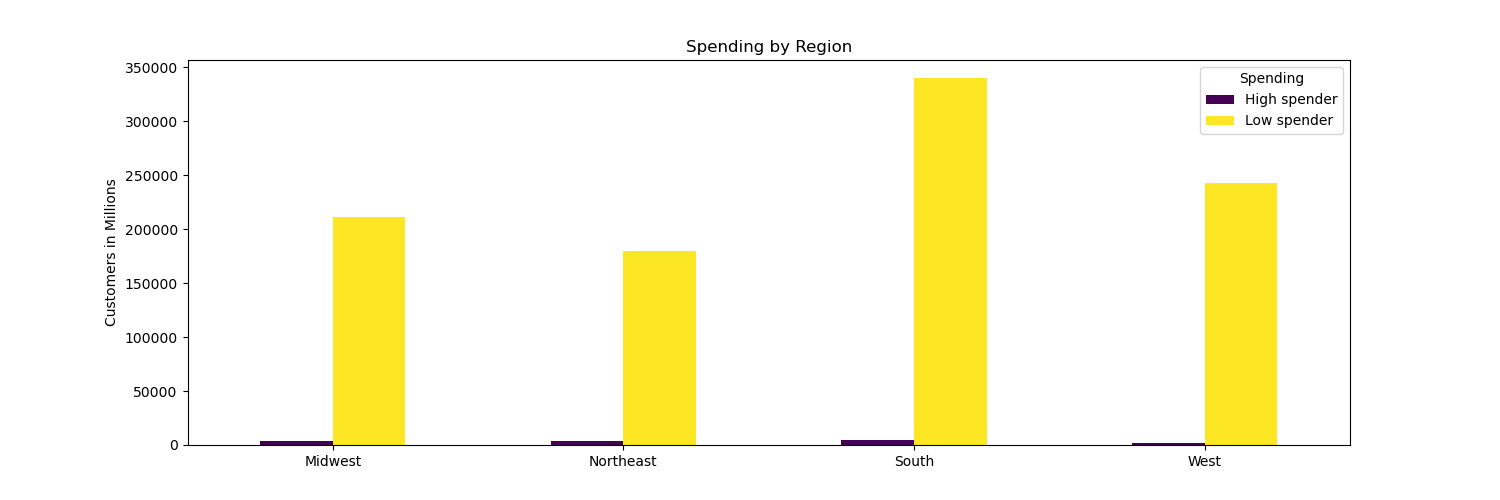 Spending by Region
Customers in Millions
350000
300000
250000
200000
150000
100000
50000
0
Spending
High spender
Low spender
Midwest
Northeast
South
West